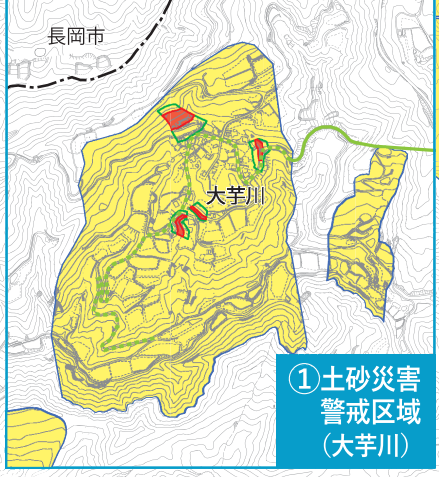 長岡市
大芋川
①土砂災害
警戒区域
（大芋川）